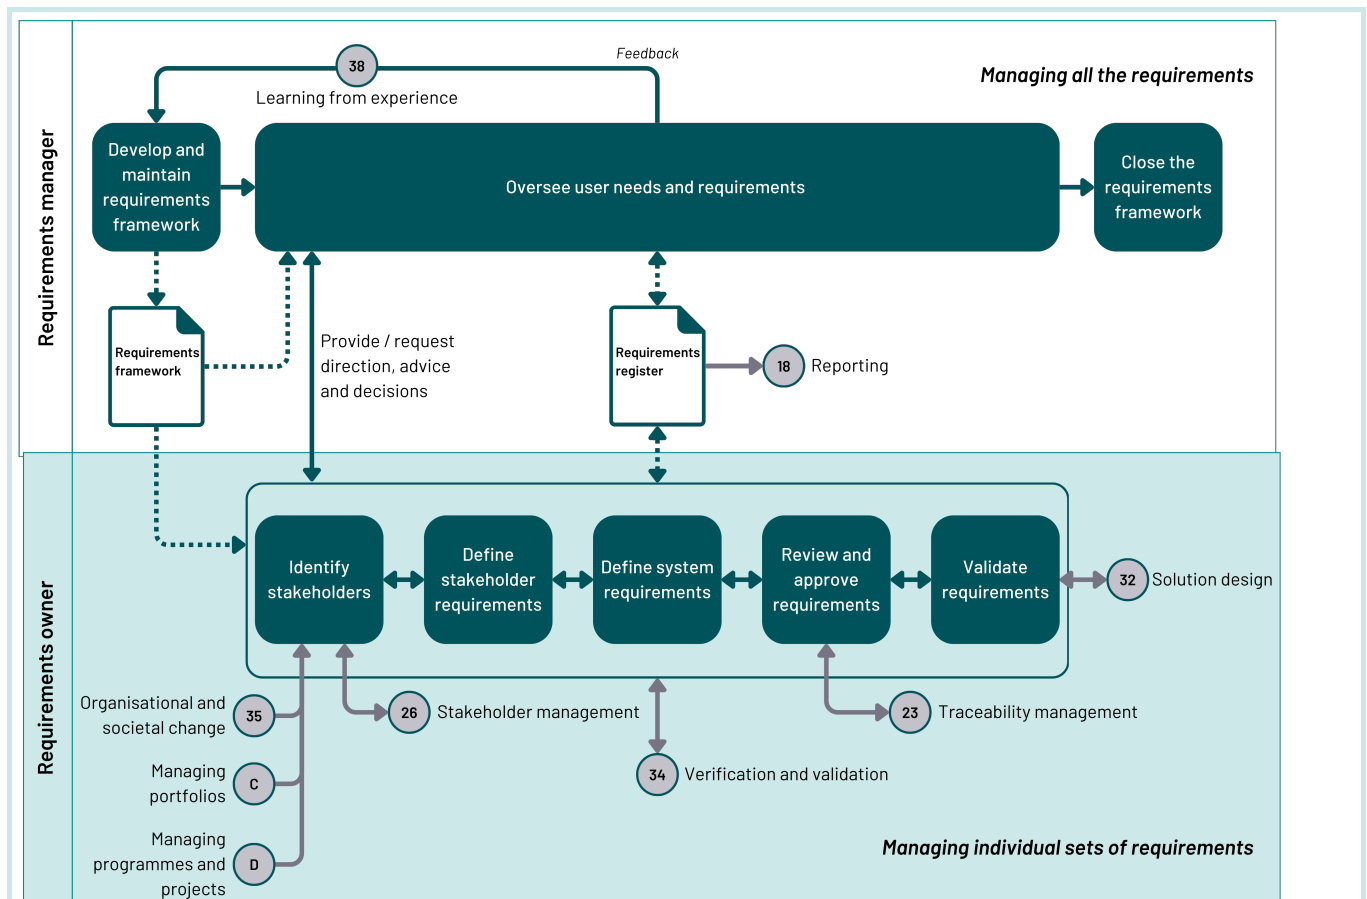 Requirements manager
Managing all the requirements
Feedback
38
Learning from experience
Develop and
maintain
requirements
framework
Oversee user needs and requirements
Close the
requirements
framework
Requirements
framework
Provide / request
direction, advice
and decisions
Requirements
register
18
Reporting
Requirements owner
Identify
stakeholders
Define
stakeholder
requirements
Define system
requirements
Review and
approve
requirements
Validate
requirements
32
Solution design
Organisational and
societal change
35
26
Stakeholder management
23
Traceability management
Managing
portfolios
C
34
Verification and validation
Managing
programmes and
projects
D
Managing individual sets of requirements